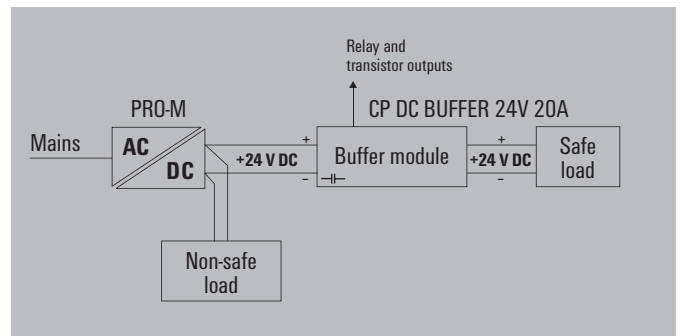 Relay and
transistor outputs
PRO-M
CP DC BUFFER 24V 20A
Mains
AC
DC
+
+24 V DC
–
Buffer module
+
+24 V DC
–
Safe
load
Non-safe
load